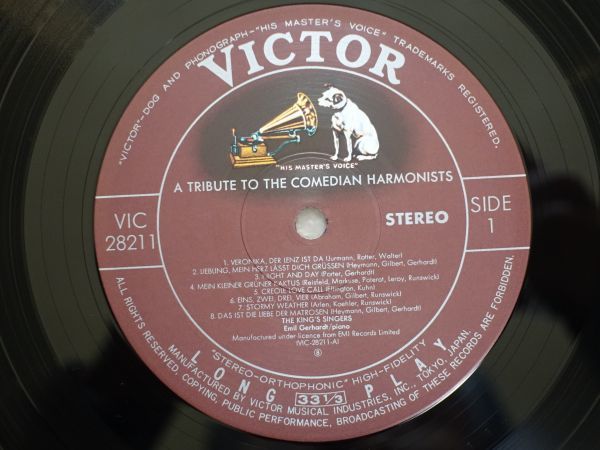 "VICTOR"-DOG AND PHONOGRAPH-"HIS MASTER'S VOICE" TRADEMARKS REGISTERED.
VICTOR
"HIS MASTER'S VOICE"
A TRIBUTE TO THE COMEDIAN HARMONISTS
VIC
28211
STEREO
SIDE
1
1. VERONIKA, DER LENZ IST DA (Jurmann, Rotter, Walter)
2. LIEBLING, MEIN HERZ LÄSST DICH GRÜSSEN (Heymann, Gilbert, Gerhardt)
3. NIGHT AND DAY (Porter, Gerhardt)
4. MEIN KLEINER GRÜNER KAKTUS (Reisfeld, Markuse, Poterat, Leroy, Runswick)
5. CREOLE LOVE CALL (Ellington, Kuhn)
6. EINS, ZWEI, DREI, VIER (Abraham, Gilbert, Runswick)
7. STORMY WEATHER (Arlen, Koehler, Runswick)
8. DAS IST DIE LIEBE DER MATROSEN (Heymann, Gilbert, Gerhardt)
THE KING'S SINGERS
Emil Gerhardt/piano
Manufactured under licence from EMI Records Limited
(VIC-28211-A)
"STEREO-ORTHOPHONIC" HIGH-FIDELITY
LONG 33 1/3 PLAY
MANUFACTURED BY VICTOR MUSICAL INDUSTRIES, INC., TOKYO, JAPAN
ALL RIGHTS RESERVED. COPYING, PUBLIC PERFORMANCE, BROADCASTING OF THESE RECORDS ARE FORBIDDEN.